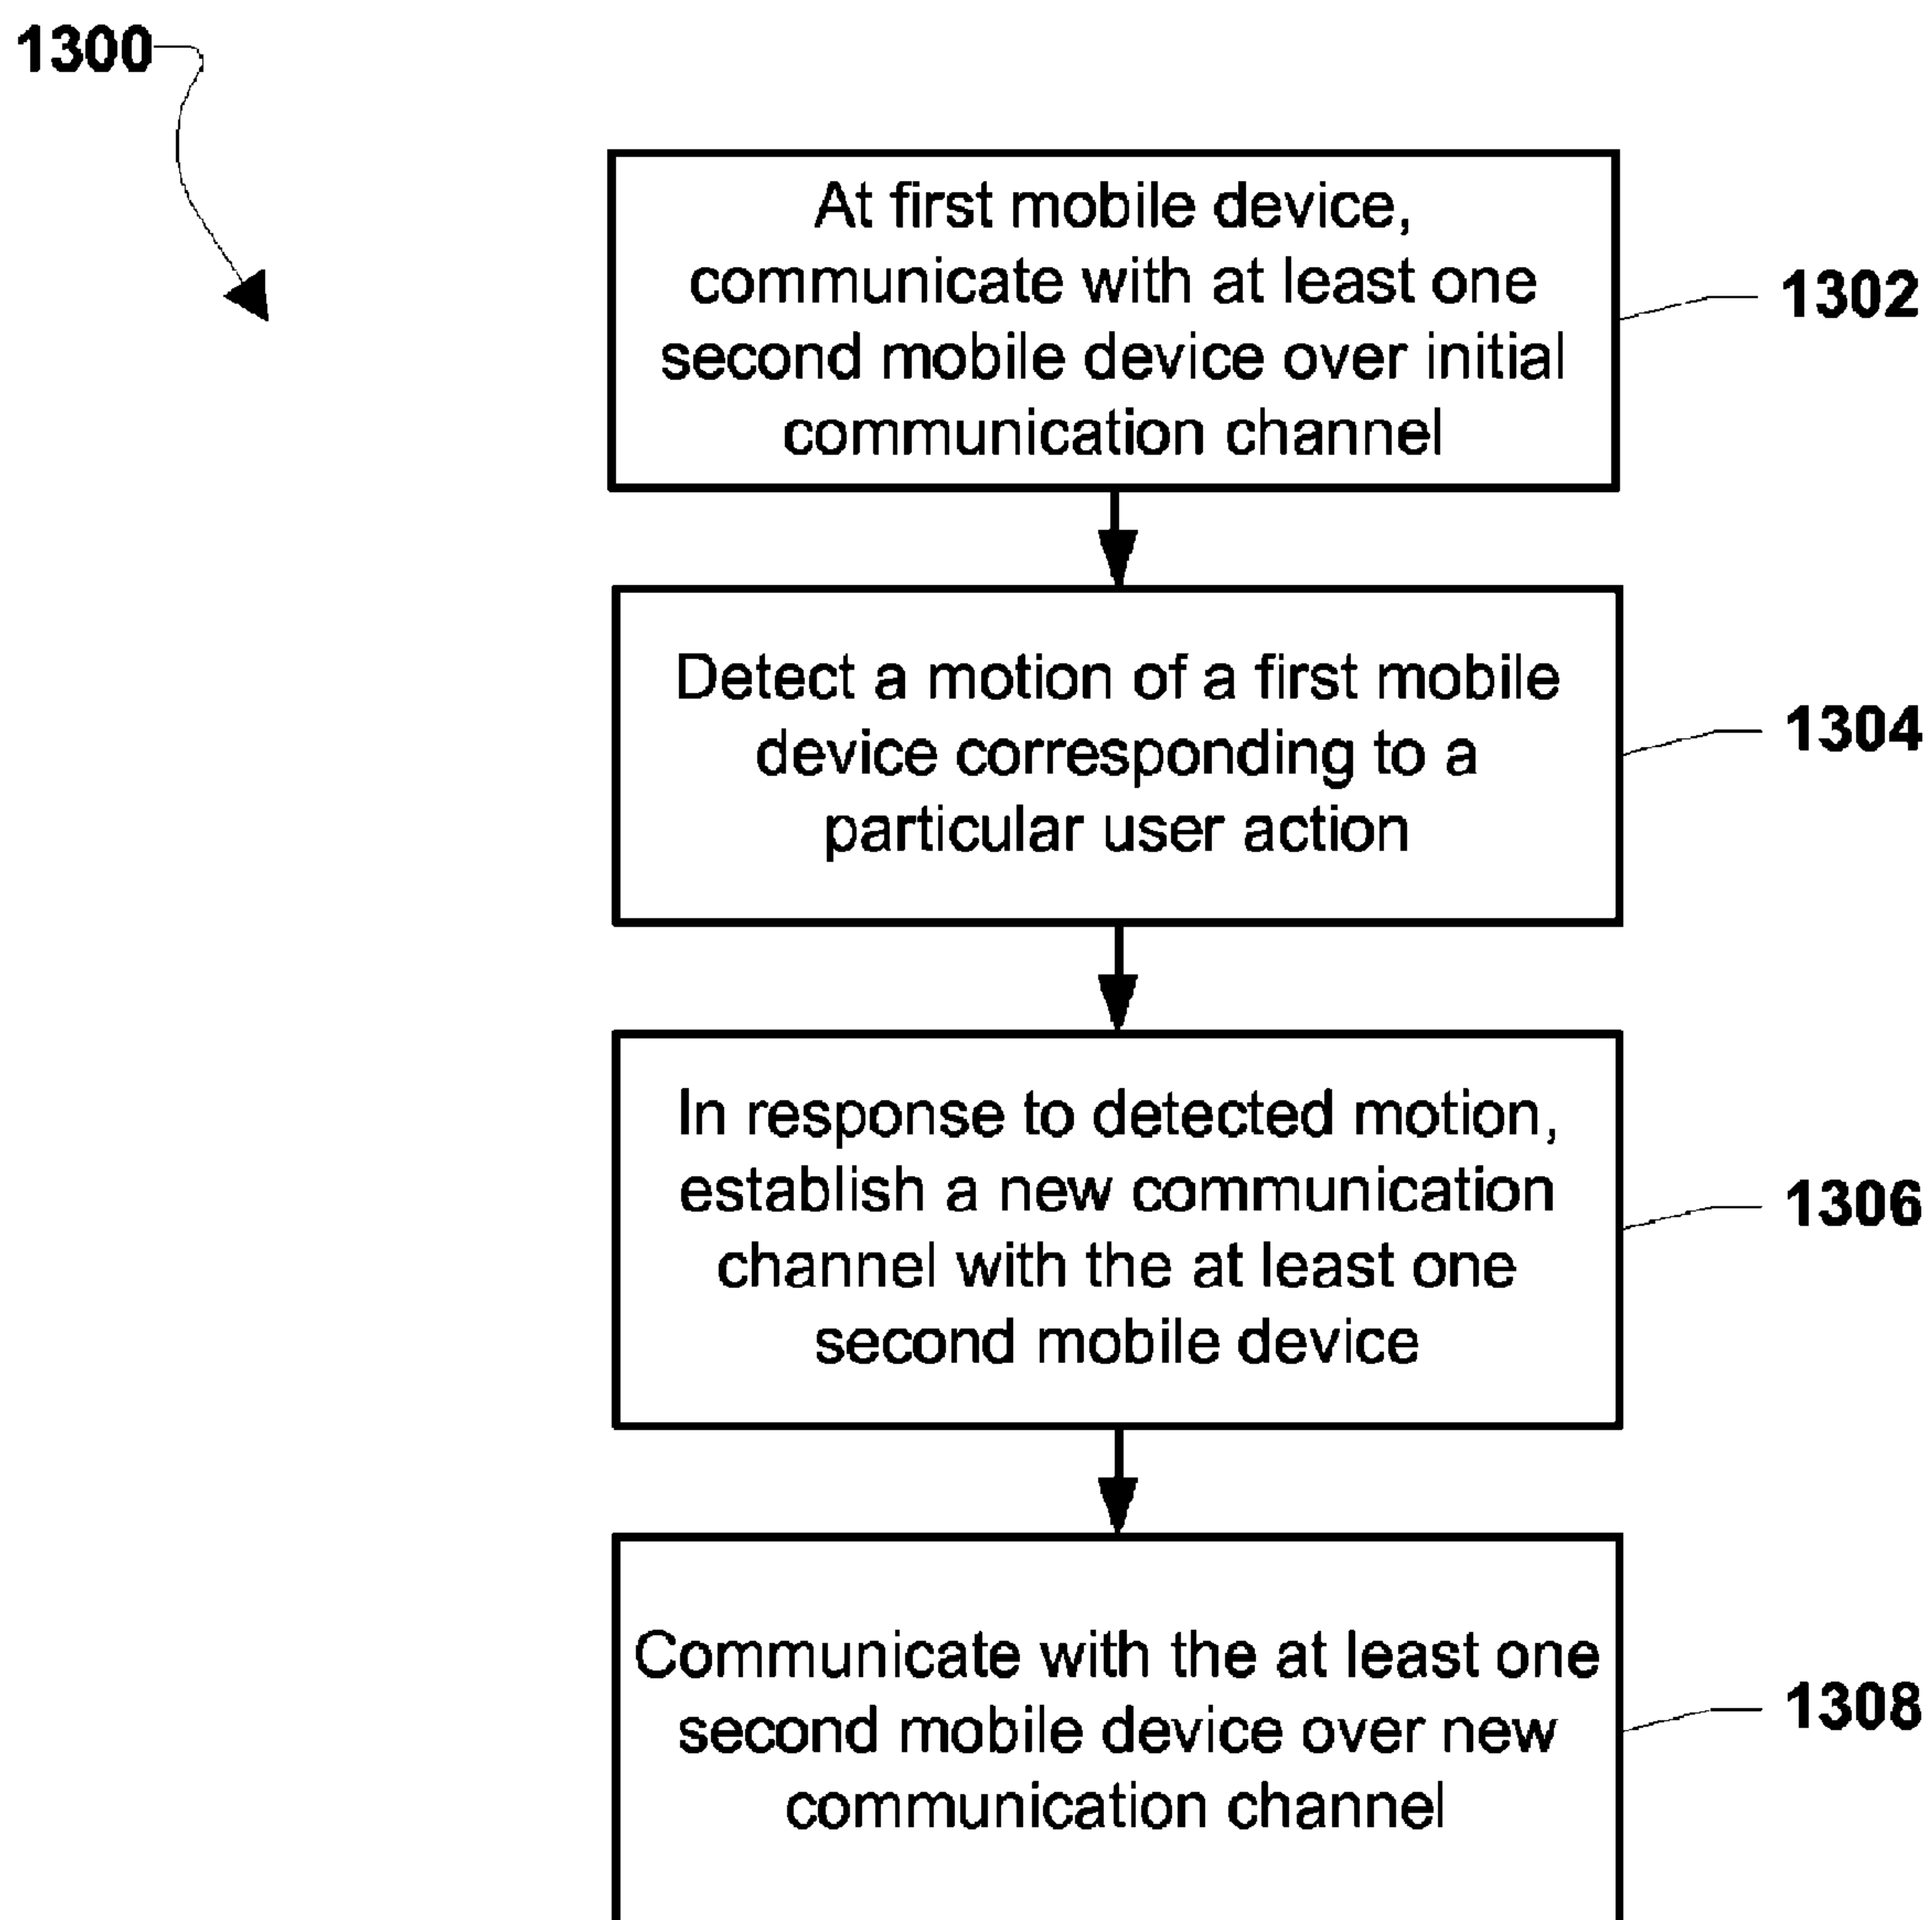 1300
At first mobile device,
communicate with at least one
second mobile device over initial
communication channel
1302
Detect a motion of a first mobile
device corresponding to a
particular user action
1304
In response to detected motion,
establish a new communication
channel with the at least one
second mobile device
1306
Communicate with the at least one
second mobile device over new
communication channel
1308